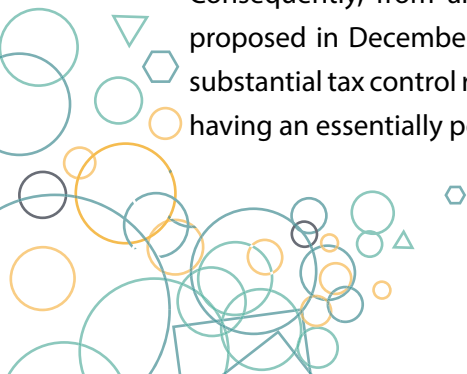 proposed in Decembe
substantial tax control
having an essentially